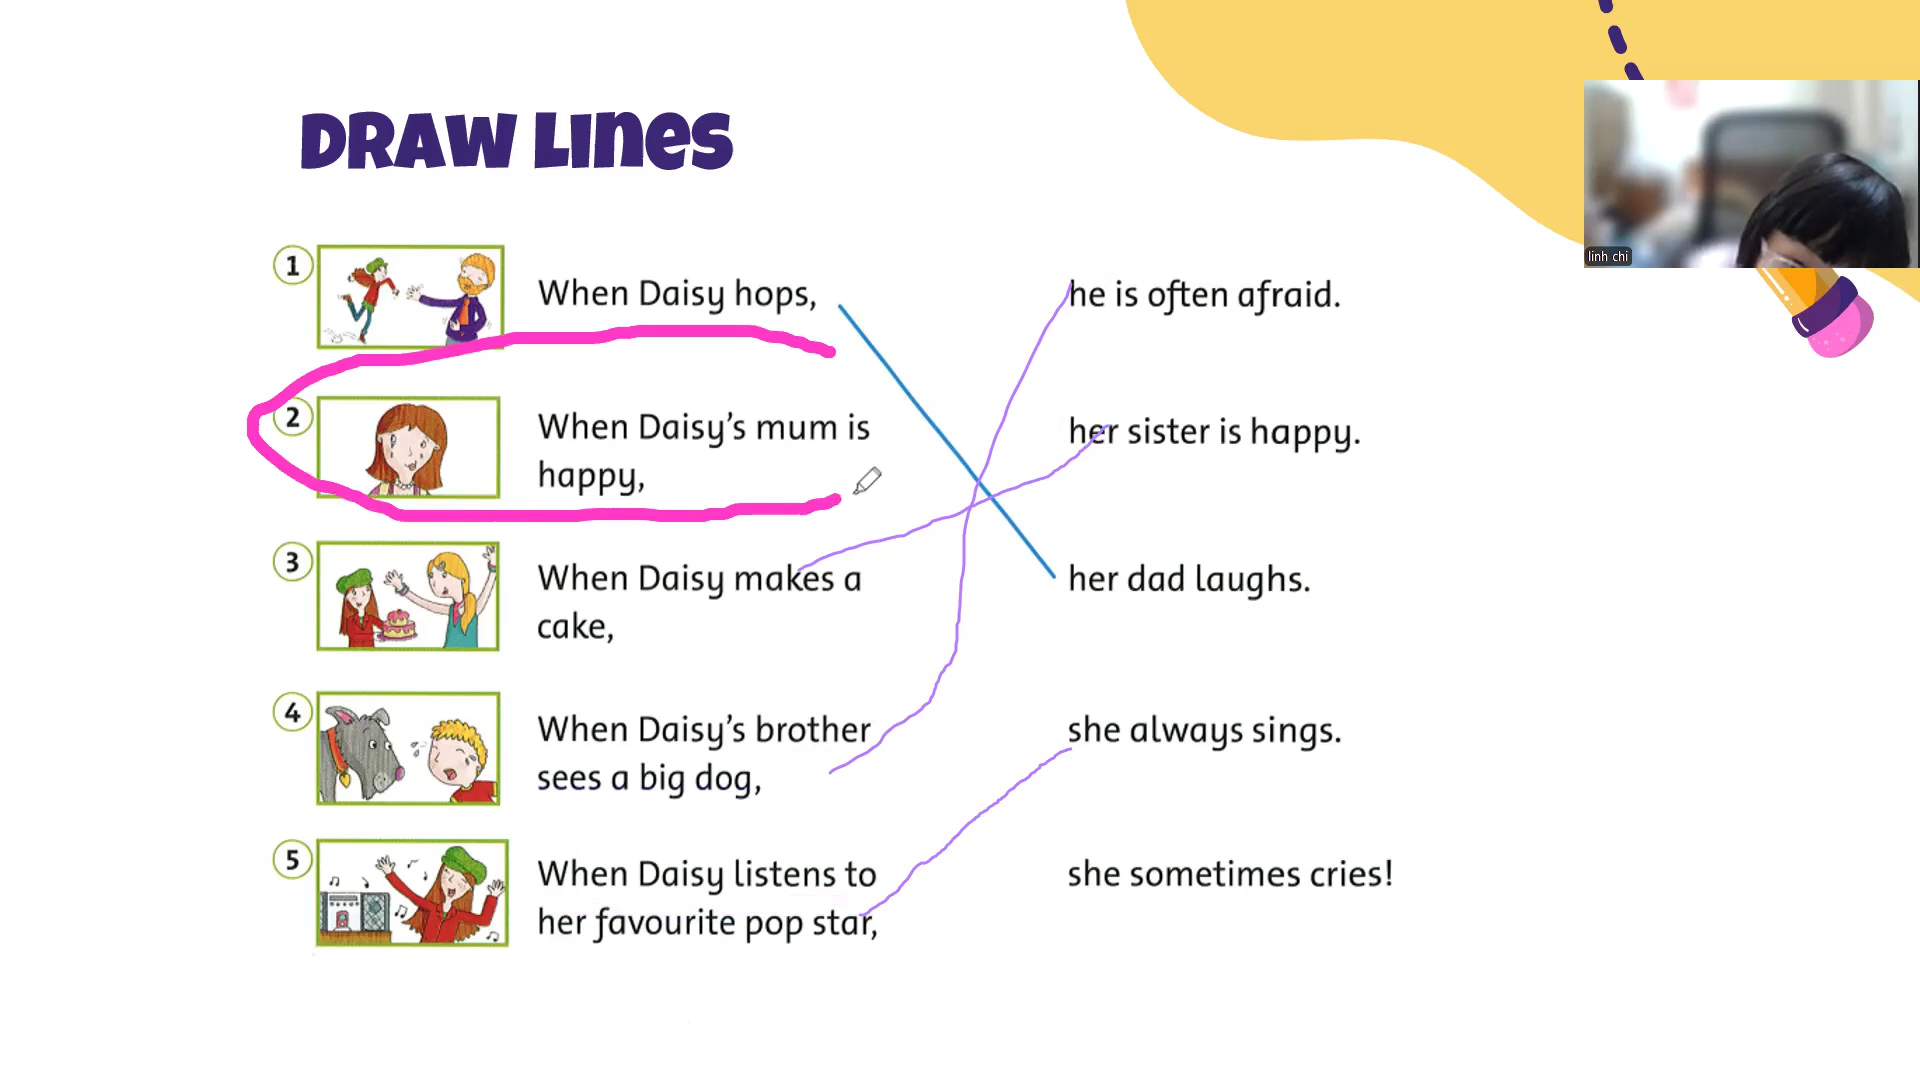 DRAW LINES
linh chi
1
When Daisy hops,
he is often afraid.
2
When Daisy's mum is
happy,
her sister is happy.
3
When Daisy makes a
cake,
her dad laughs.
4
When Daisy's brother
sees a big dog,
she always sings.
5
When Daisy listens to
her favourite pop star,
she sometimes cries!